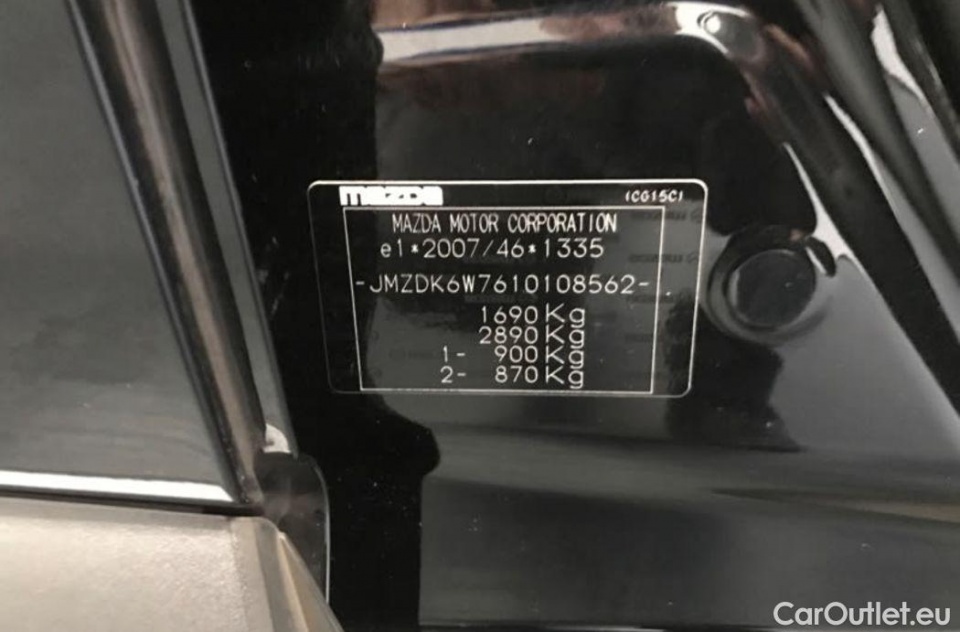 mazda (CG15C)
MAZDA MOTOR CORPORATION
e1*2007/46*1335
-JMZDK6W7610108562-
1690Kg
2890Kg
1- 900Kg
2- 870Kg
CarOutlet.eu